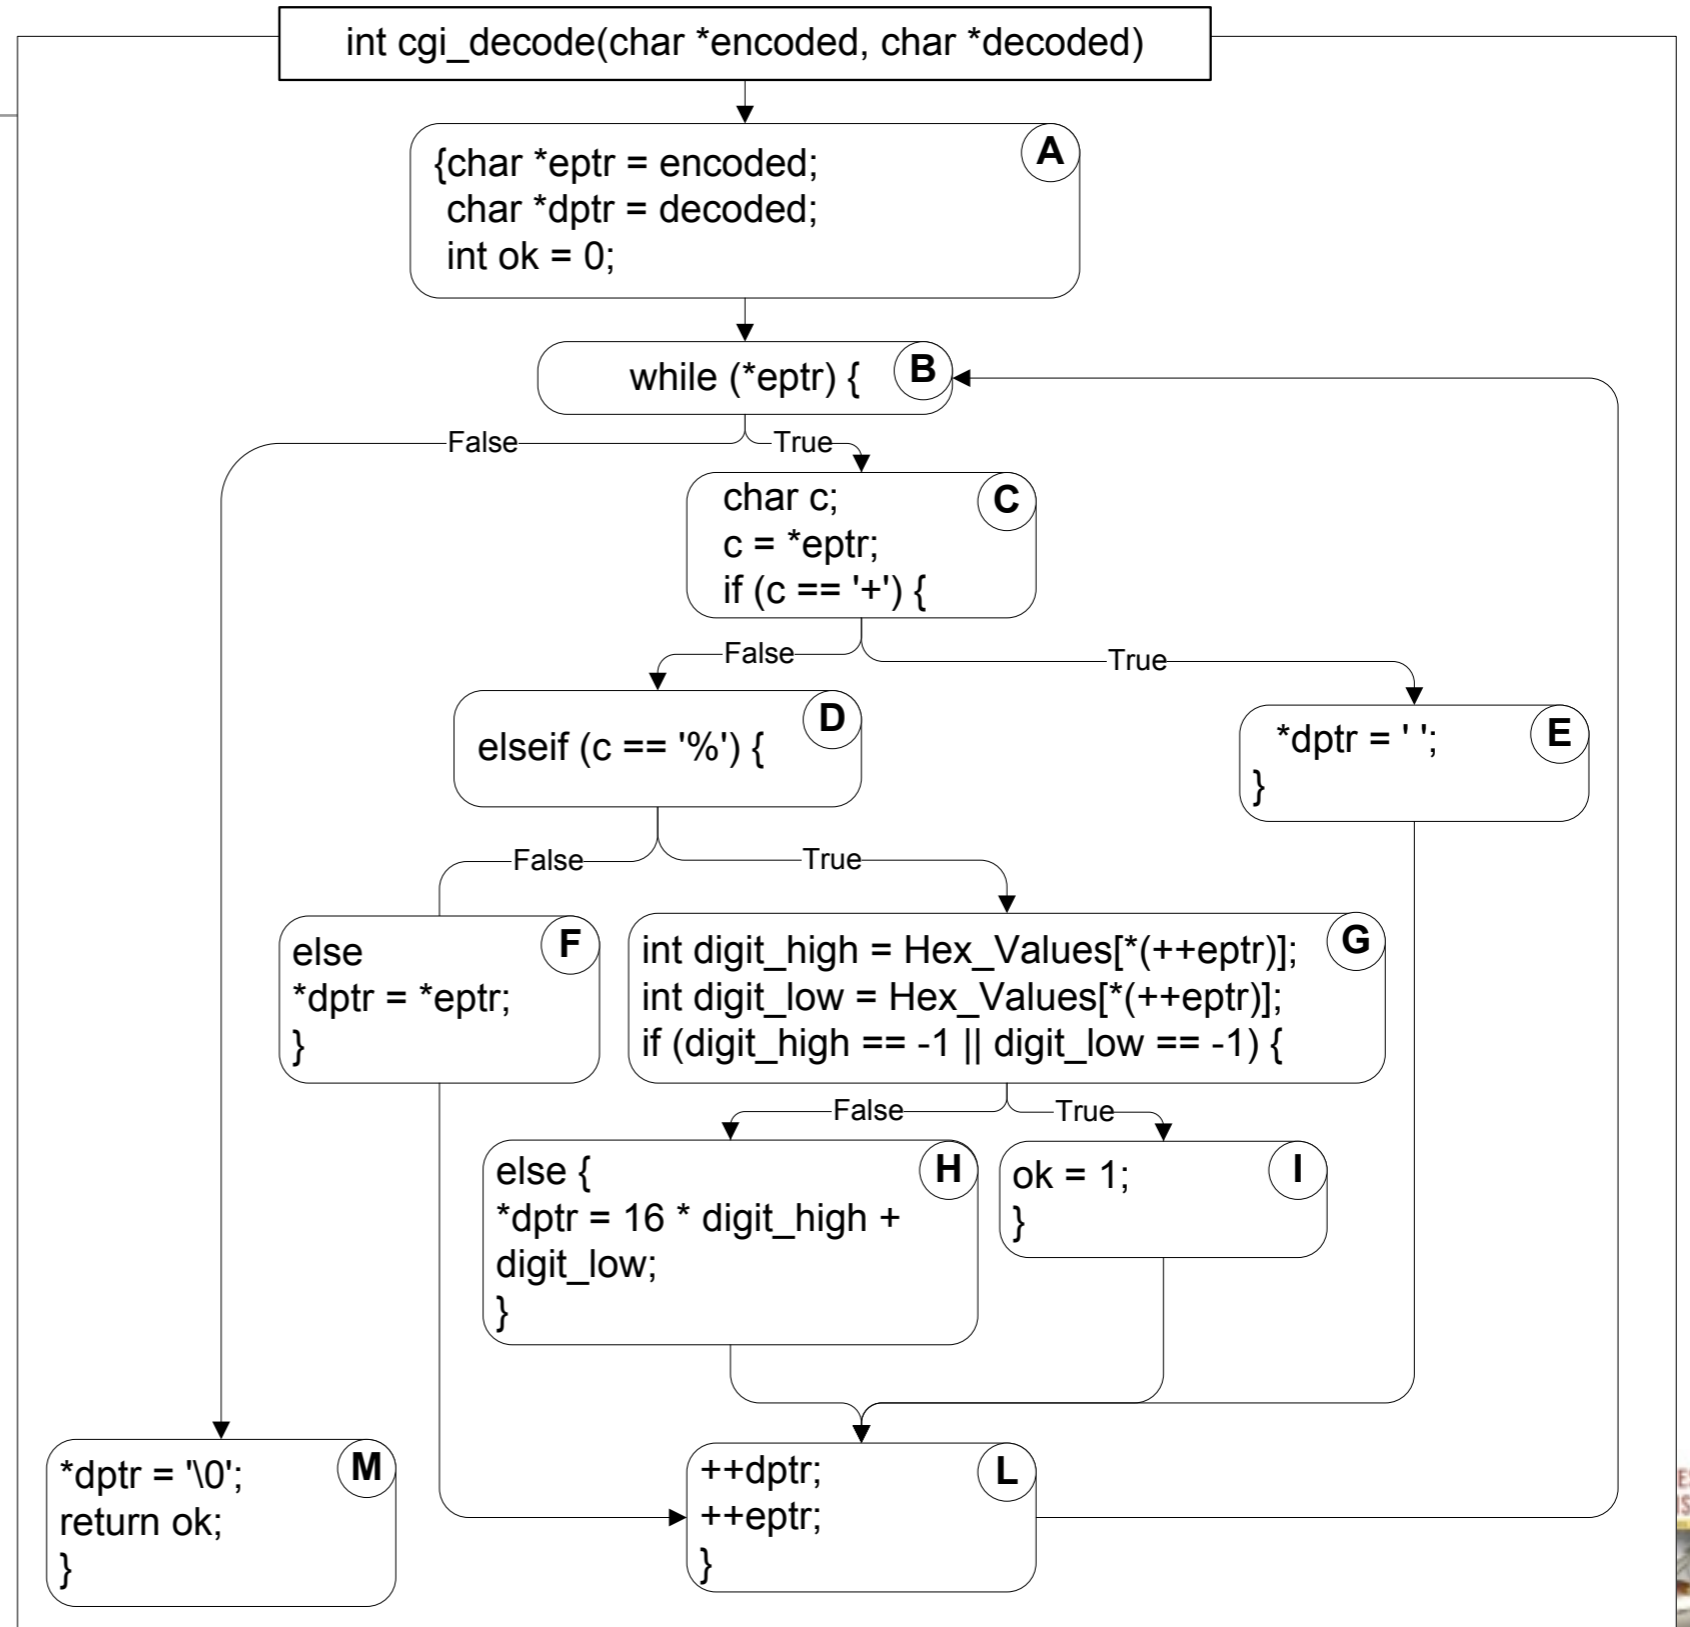 int cgi_decode(char *encoded, char *decoded)
{char *eptr = encoded;
char *dptr = decoded;
int ok = 0;
A
while (*eptr) {
B
False
True
char c;
c = *eptr;
if (c == '+') {
C
False
True
elseif (c == '%') {
D
*dptr = ' ';
}
E
False
True
else
*dptr = *eptr;
}
F
int digit_high = Hex_Values[*(++eptr)];
int digit_low = Hex_Values[*(++eptr)];
if (digit_high == -1 || digit_low == -1) {
G
False
True
else {
*dptr = 16 * digit_high +
digit_low;
}
H
ok = 1;
}
I
*dptr = '\0';
return ok;
}
M
++dptr;
++eptr;
}
L